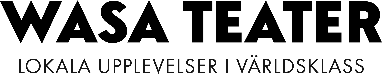 WASA TEATER
LOKALA UPPLEVELSER I VÄRLDSKLASS